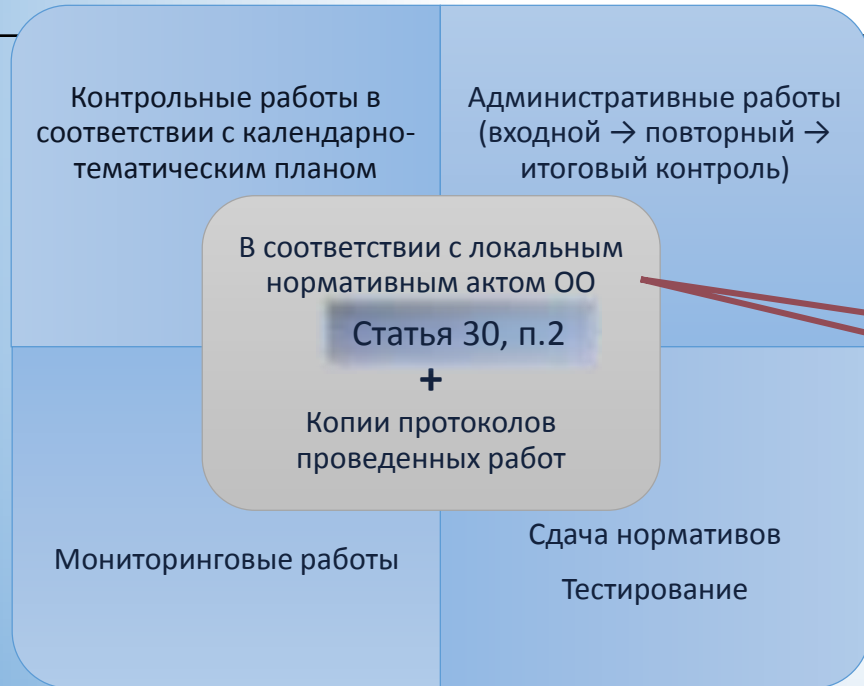 Контрольные работы в
соответствии с календарно-
тематическим планом
Административные работы
(входной → повторный →
итоговый контроль)
В соответствии с локальным
нормативным актом ОО
Статья 30, п.2
+
Копии протоколов
проведенных работ
Мониторинговые работы
Сдача нормативов
Тестирование